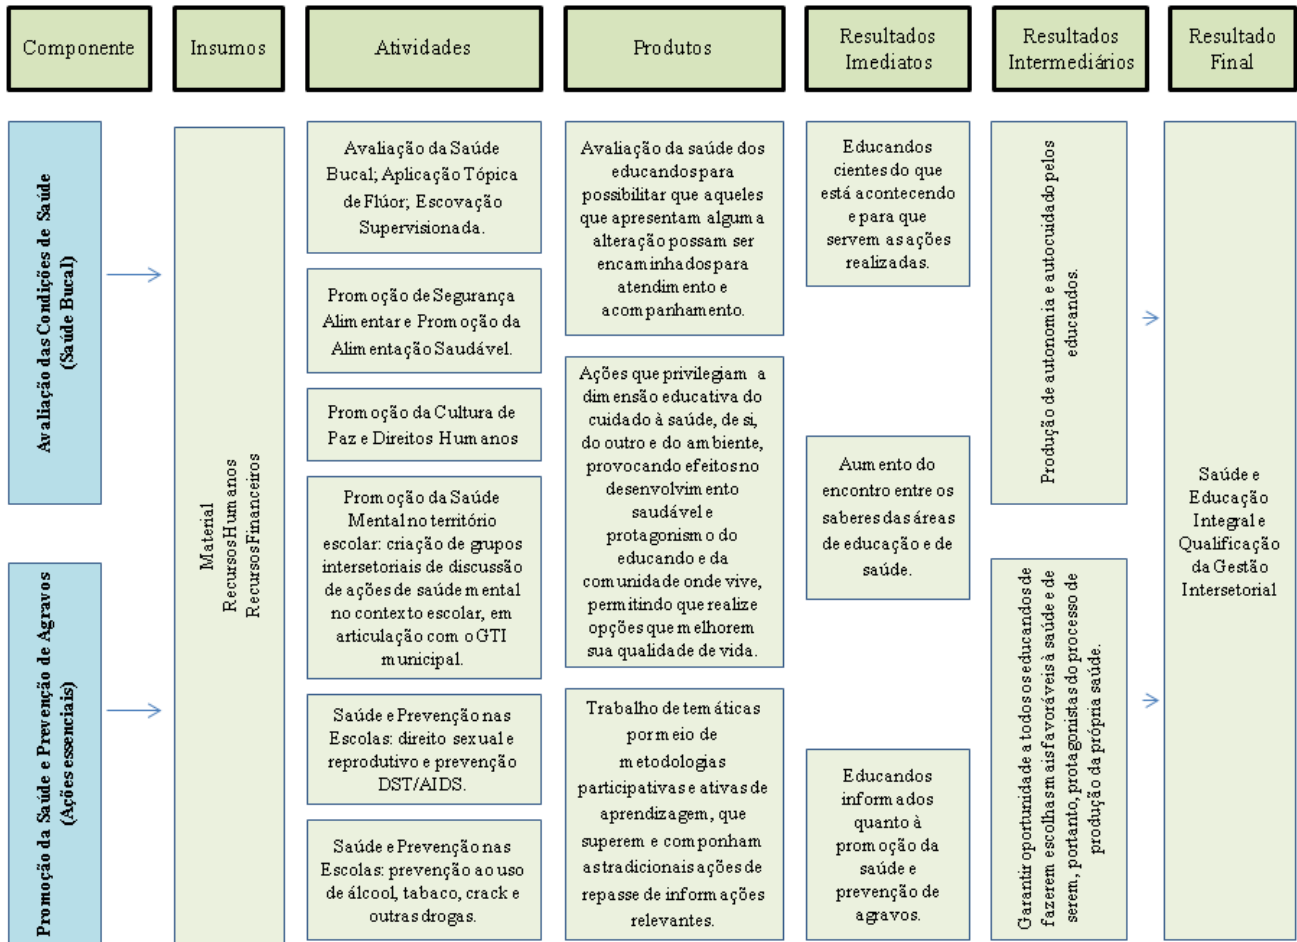 Componente
Insumos
Atividades
Produtos
Resultados
Imediatos
Resultados
Intermediários
Resultado
Final
Avaliação das Condições de Saúde
(Saúde Bucal)
Promoção da Saúde e Prevenção de Agravos
(Ações essenciais)
Material
Recursos Humanos
Recursos Financeiros
Avaliação da Saúde
Bucal; Aplicação Tópica
de Flúor; Escovação
Supervisionada.
Promoção de Segurança
Alimentar e Promoção da
Alimentação Saudável.
Promoção da Cultura de
Paz e Direitos Humanos
Promoção da Saúde
Mental no território
escolar: criação de grupos
intersetoriais de discussão
de ações de saúde mental
no contexto escolar, em
articulação com o GTI
municipal.
Saúde e Prevenção nas
Escolas: direito sexual e
reprodutivo e prevenção
DST/AIDS.
Saúde e Prevenção nas
Escolas: prevenção ao uso
de álcool, tabaco, crack e
outras drogas.
Avaliação da saúde dos
educandos para
possibilitar que aqueles
que apresentam alguma
alteração possam ser
encaminhados para
atendimento e
acompanhamento.
Ações que privilegiam a
dimensão educativa do
cuidado à saúde, de si,
do outro e do ambiente,
provocando efeitos no
desenvolvimento
saudável e
protagonismo do
educando e da
comunidade onde vive,
permitindo que realize
opções que melhorem
sua qualidade de vida.
Trabalho de temáticas
por meio de
metodologias
participativas e ativas de
aprendizagem, que
superem e componham
as tradicionais ações de
repasse de informações
relevantes.
Educandos
cientes do que
está acontecendo
e para que
servem as ações
realizadas.
Aumento do
encontro entre os
saberes das áreas
de educação e de
saúde.
Educandos
informados
quanto à
promoção da
saúde e
prevenção de
agravos.
Produção de autonomia e autocuidado pelos
educandos.
Garantir oportunidade a todos os educandos de
fazerem escolhas mais favoráveis à saúde e de
serem, portanto, protagonistas do processo de
produção da própria saúde.
Saúde e
Educação
Integral e
Qualificação
da Gestão
Intersetorial